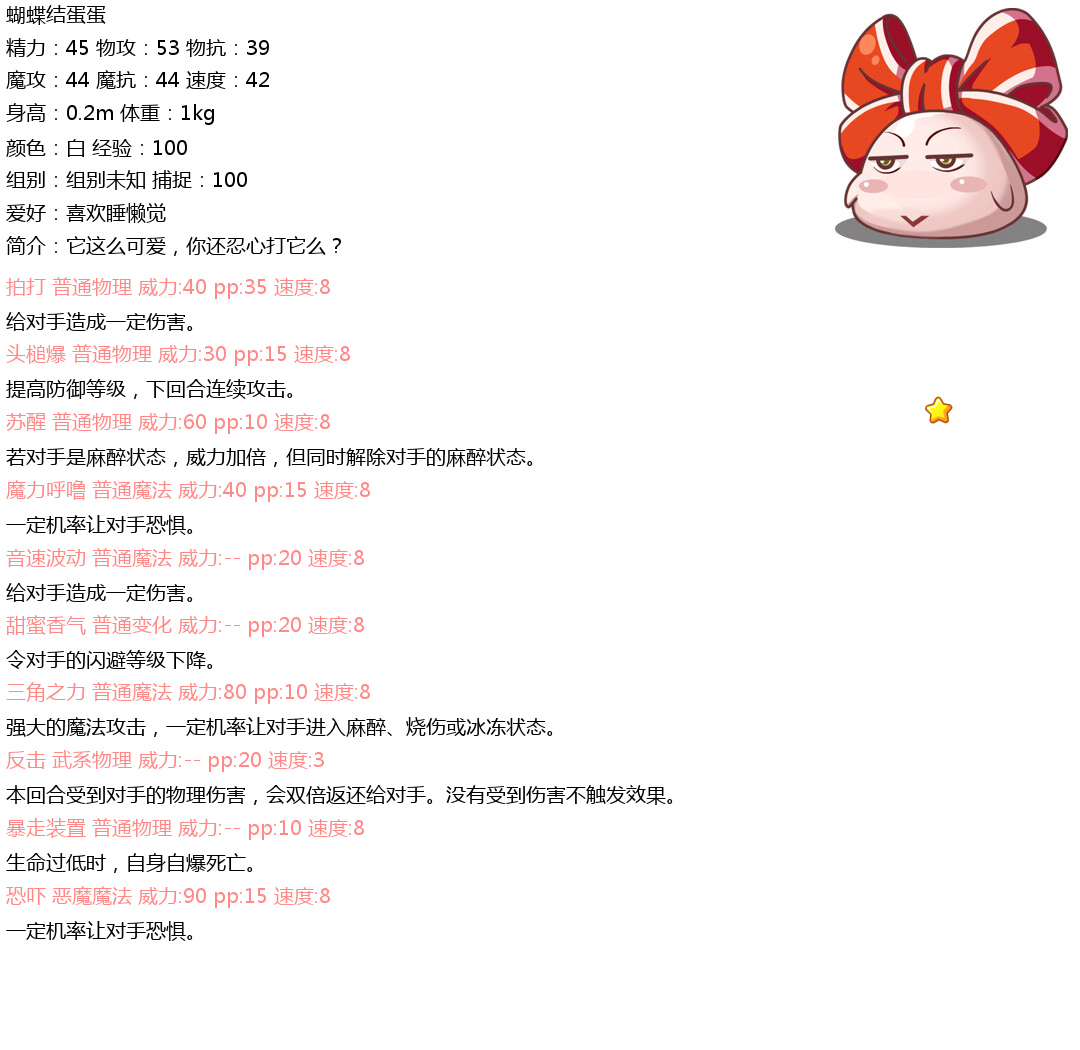 蝴蝶结蛋蛋
精力：45 物攻：53 物抗：39
魔攻：44 魔抗：44 速度：42
身高：0.2m 体重：1kg
颜色：白 经验：100
组别：组别未知 捕捉：100
爱好：喜欢睡懒觉
简介：它这么可爱，你还忍心打它么？
拍打 普通物理 威力:40 pp:35 速度:8
给对手造成一定伤害。
头槌爆 普通物理 威力:30 pp:15 速度:8
提高防御等级，下回合连续攻击。
苏醒 普通物理 威力:60 pp:10 速度:8
若对手是麻醉状态，威力加倍，但同时解除对手的麻醉状态。
魔力呼噜 普通魔法 威力:40 pp:15 速度:8
一定机率让对手恐惧。
音速波动 普通魔法 威力:-- pp:20 速度:8
给对手造成一定伤害。
甜蜜香气 普通变化 威力:-- pp:20 速度:8
令对手的闪避等级下降。
三角之力 普通魔法 威力:80 pp:10 速度:8
强大的魔法攻击，一定机率让对手进入麻醉、烧伤或冰冻状态。
反击 武系物理 威力:-- pp:20 速度:3
本回合受到对手的物理伤害，会双倍返还给对手。没有受到伤害不触发效果。
暴走装置 普通物理 威力:-- pp:10 速度:8
生命过低时，自身自爆死亡。
恐吓 恶魔魔法 威力:90 pp:15 速度:8
一定机率让对手恐惧。